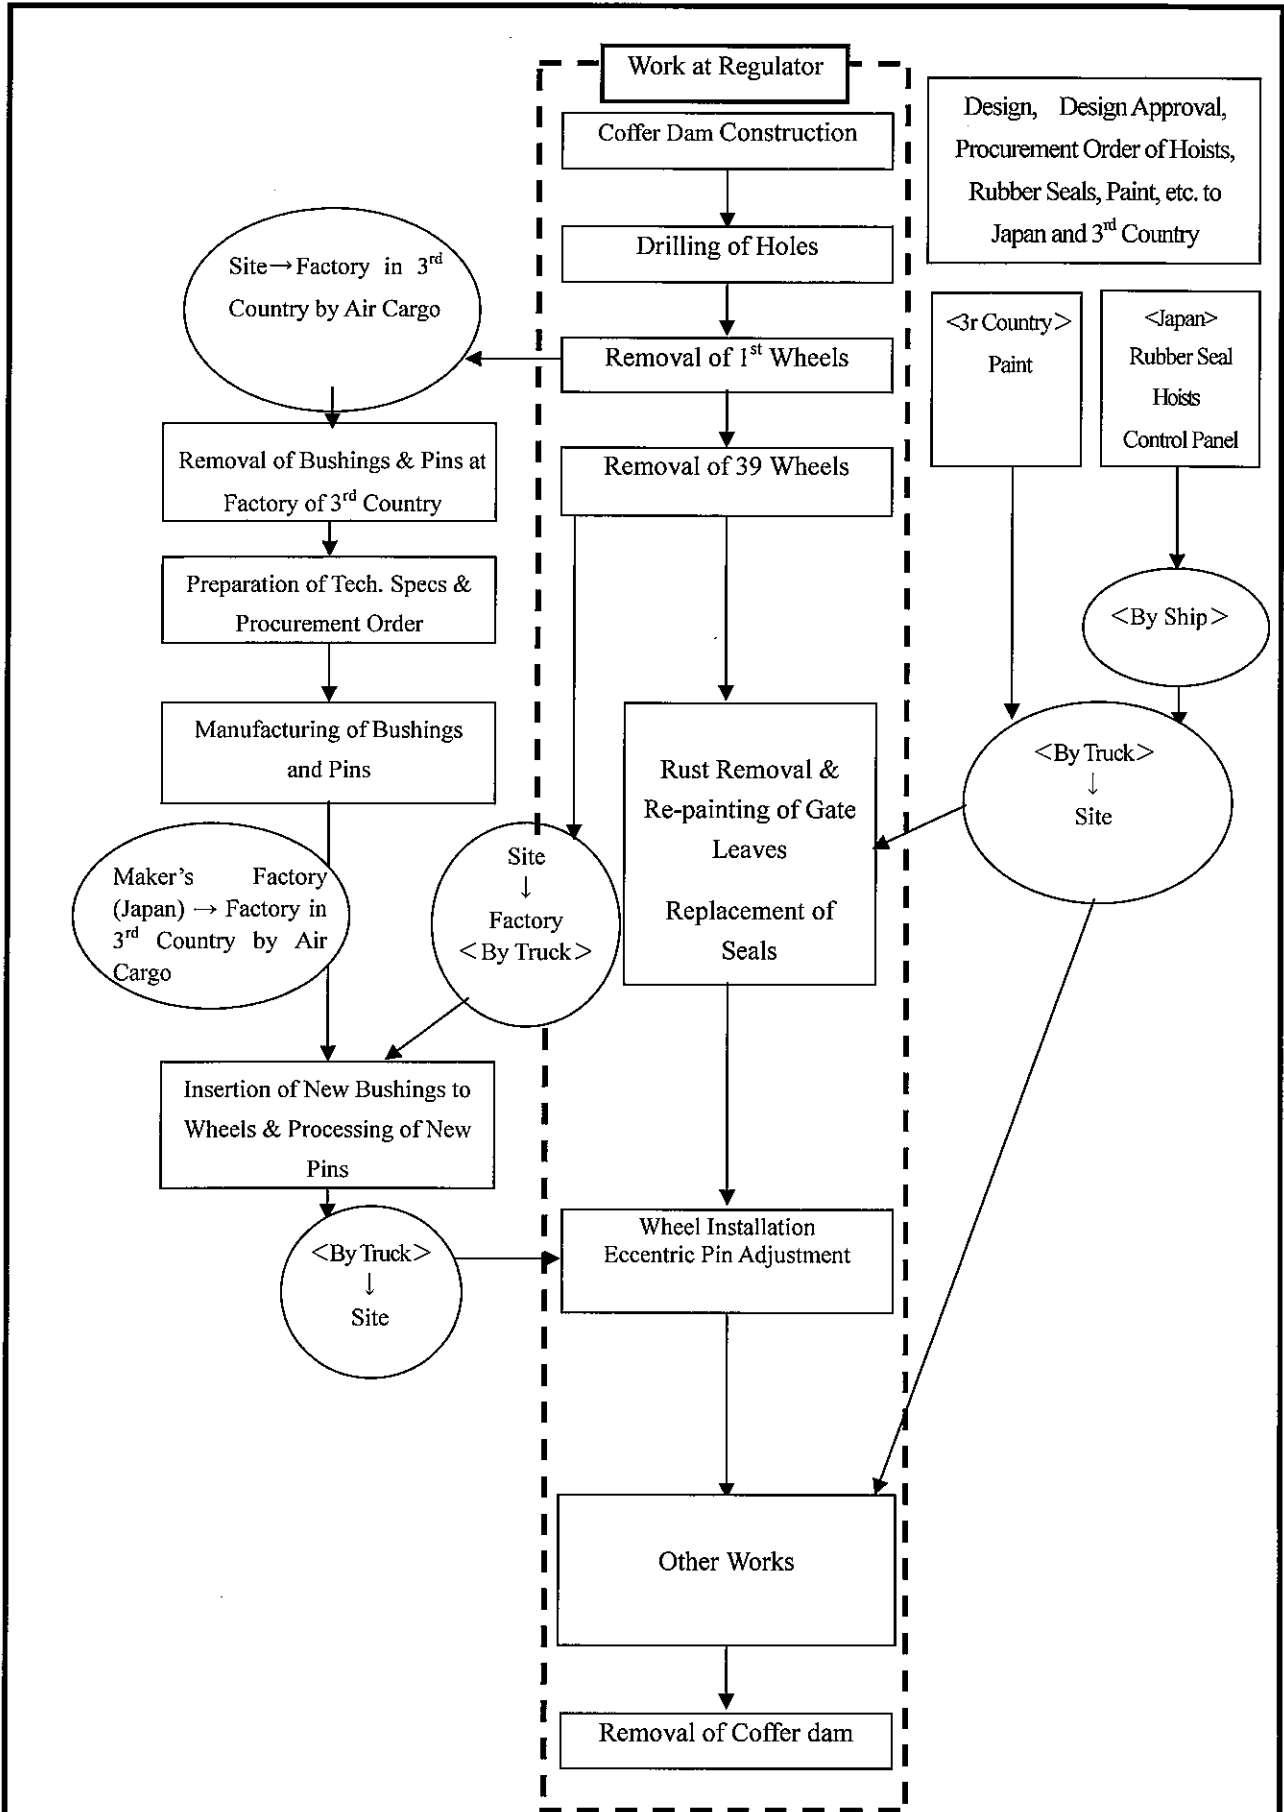 Work at Regulator
Coffer Dam Construction
Drilling of Holes
Removal of 1st Wheels
Removal of 39 Wheels
Design, Design Approval,
Procurement Order of Hoists,
Rubber Seals, Paint, etc. to
Japan and 3rd Country
<3r Country>
Paint
<Japan>
Rubber Seal
Hoists
Control Panel
<By Ship>
<By Truck>
↓
Site
Site→Factory in 3rd
Country by Air Cargo
Removal of Bushings & Pins at
Factory of 3rd Country
Preparation of Tech. Specs &
Procurement Order
Manufacturing of Bushings
and Pins
Maker's Factory
(Japan) → Factory in
3rd Country by Air
Cargo
Site
↓
Factory
<By Truck>
Rust Removal &
Re-painting of Gate
Leaves
Replacement of
Seals
Insertion of New Bushings to
Wheels & Processing of New
Pins
<By Truck>
↓
Site
Wheel Installation
Eccentric Pin Adjustment
Other Works
Removal of Coffer dam